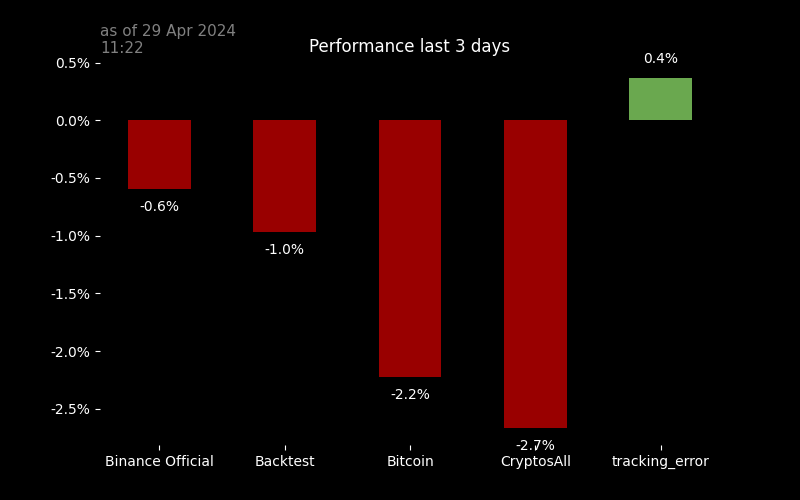 as of 29 Apr 2024
11:22
Performance last 3 days
0.5%
0.0%
-0.5%
-1.0%
-1.5%
-2.0%
-2.5%
-0.6%
-1.0%
-2.2%
-2.7%
0.4%
Binance Official
Backtest
Bitcoin
CryptosAll
tracking_error